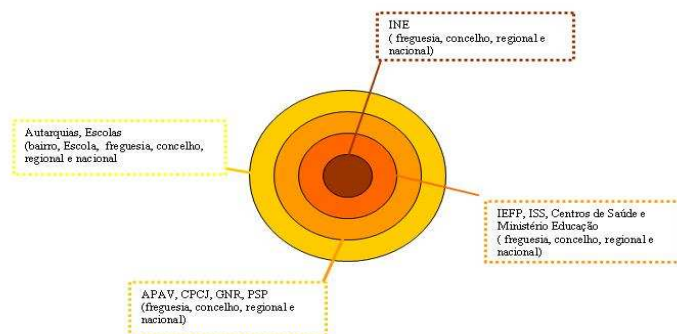 INE
( freguesia, concelho, regional e
nacional)
Autarquias, Escolas
(bairro, Escola, freguesia, concelho,
regional e nacional
IEFP, ISS, Centros de Saúde e
Ministério Educação
( freguesia, concelho, regional e
nacional)
APAV, CPCJ, GNR, PSP
(freguesia, concelho, regional e
nacional)